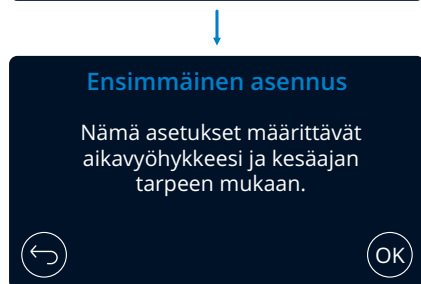 Ensimmäinen asennus
Nämä asetukset määrittävät
aikavyöhykkeesi ja kesäajan
tarpeen mukaan.
OK